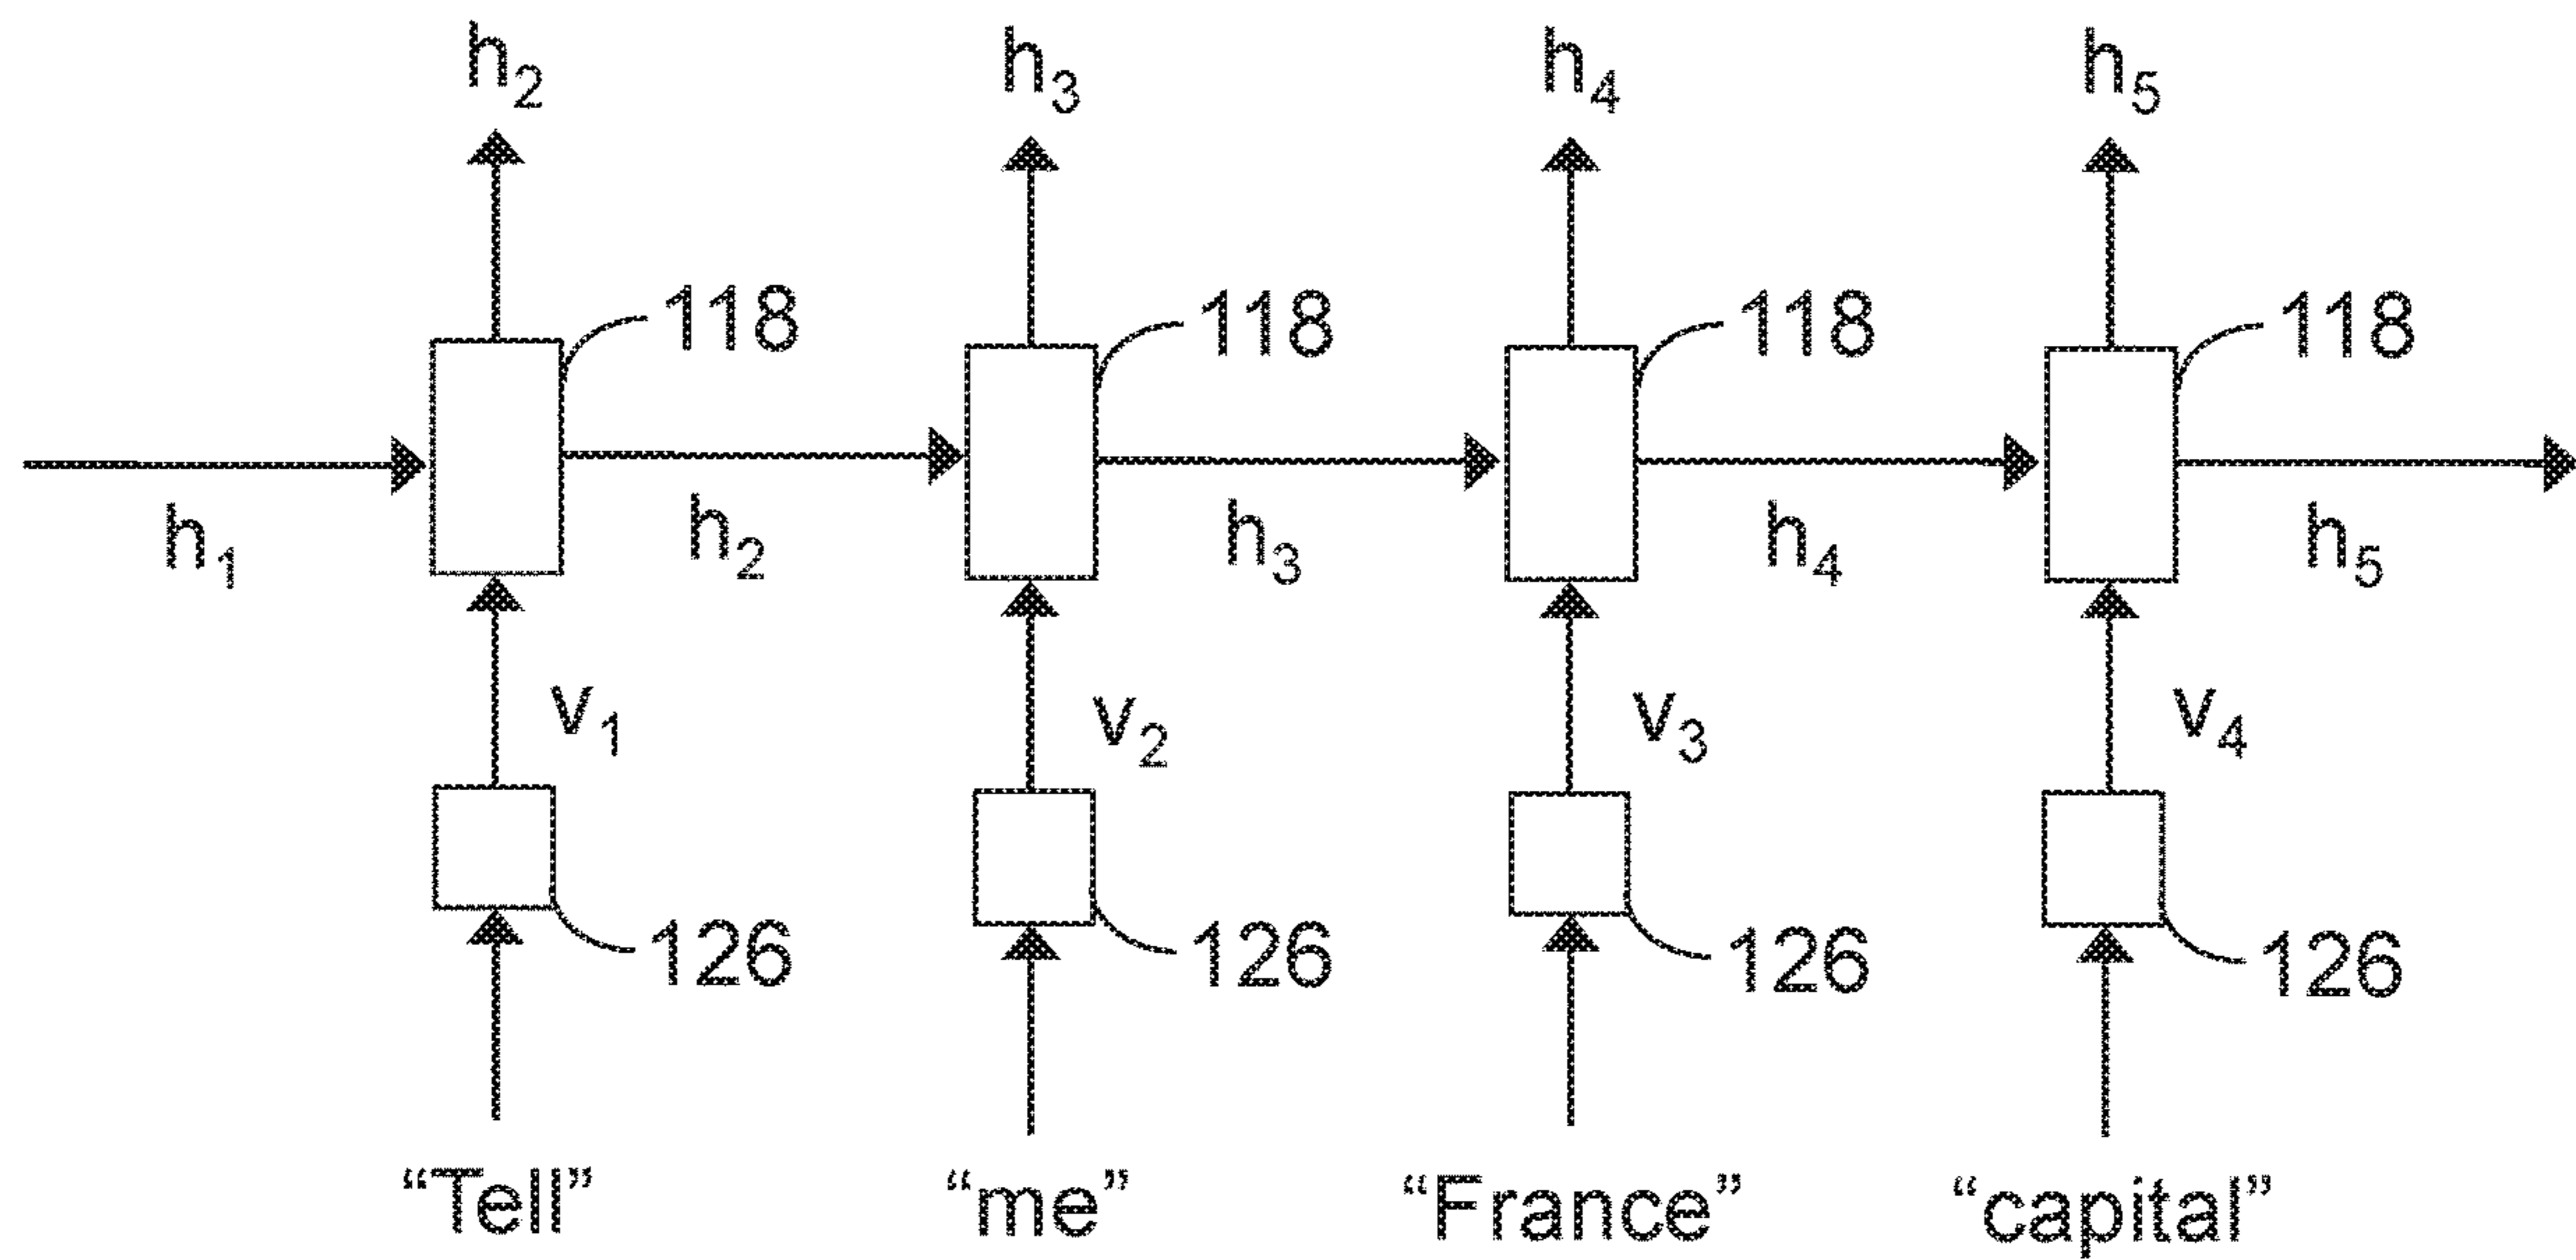 h₂ h₃ h₄ h₅
118 118 118 118
h₁ h₂ h₃ h₄ h₅
v₁ v₂ v₃ v₄
126 126 126 126
“Tell” “me” “France” “capital”